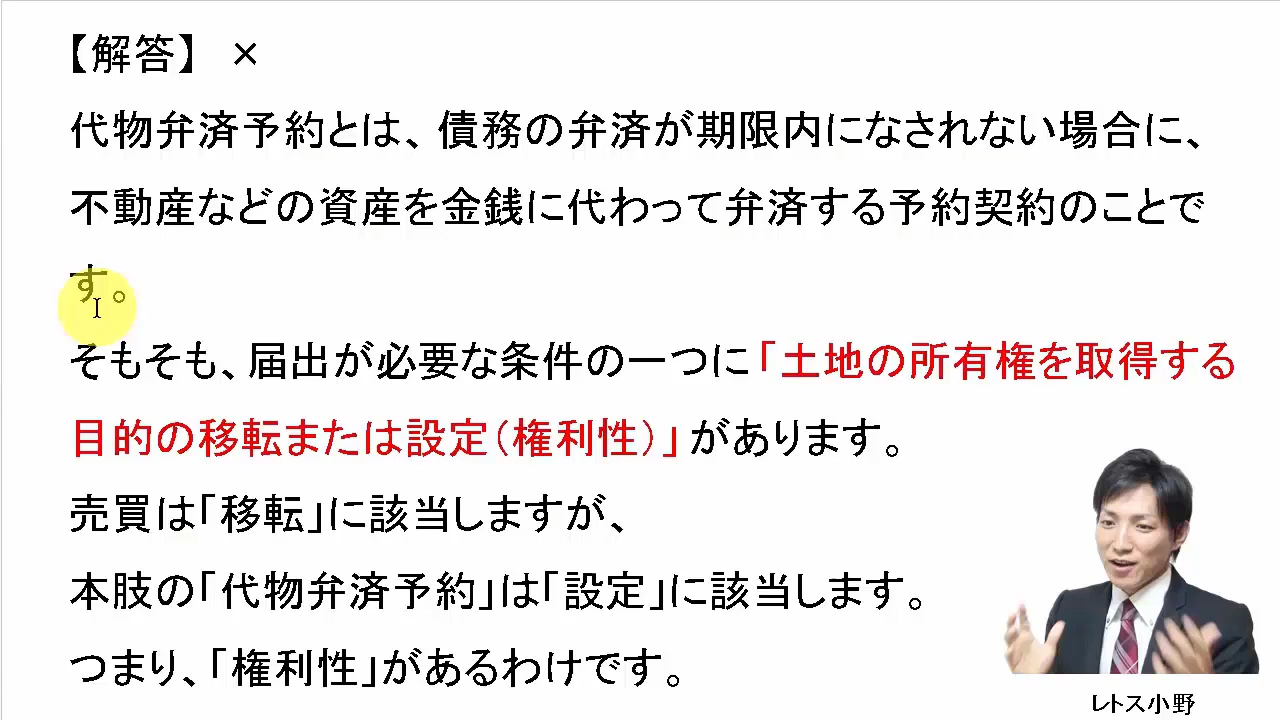 【解答】 ×
代物弁済予約とは、債務の弁済が期限内になされない場合に、
不動産などの資産を金銭に代わって弁済する予約契約のことで
す。
そもそも、届出が必要な条件の一つに「土地の所有権を取得する
目的の移転または設定（権利性）」があります。
売買は「移転」に該当しますが、
本肢の「代物弁済予約」は「設定」に該当します。
つまり、「権利性」があるわけです。
レトス小野